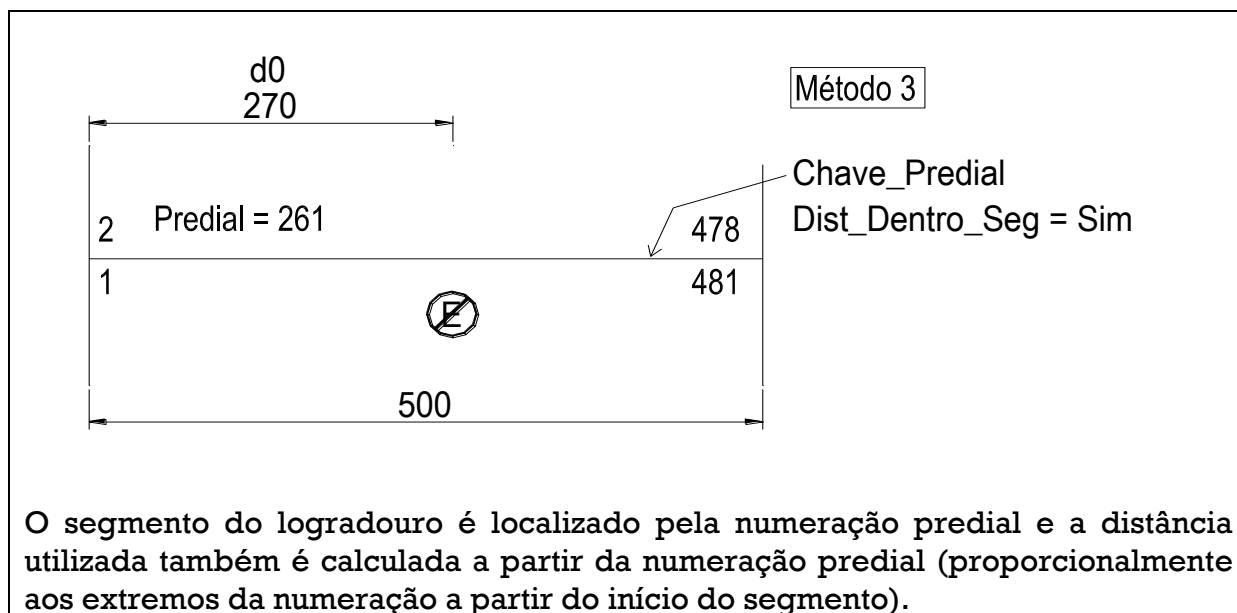 d0
270
Método 3
Chave_Predial
Dist_Dentro_Seg = Sim
2 Predial = 261 478
1 481
E
500
O segmento do logradouro é localizado pela numeração predial e a distância
utilizada também é calculada a partir da numeração predial (proporcionalmente
aos extremos da numeração a partir do início do segmento).